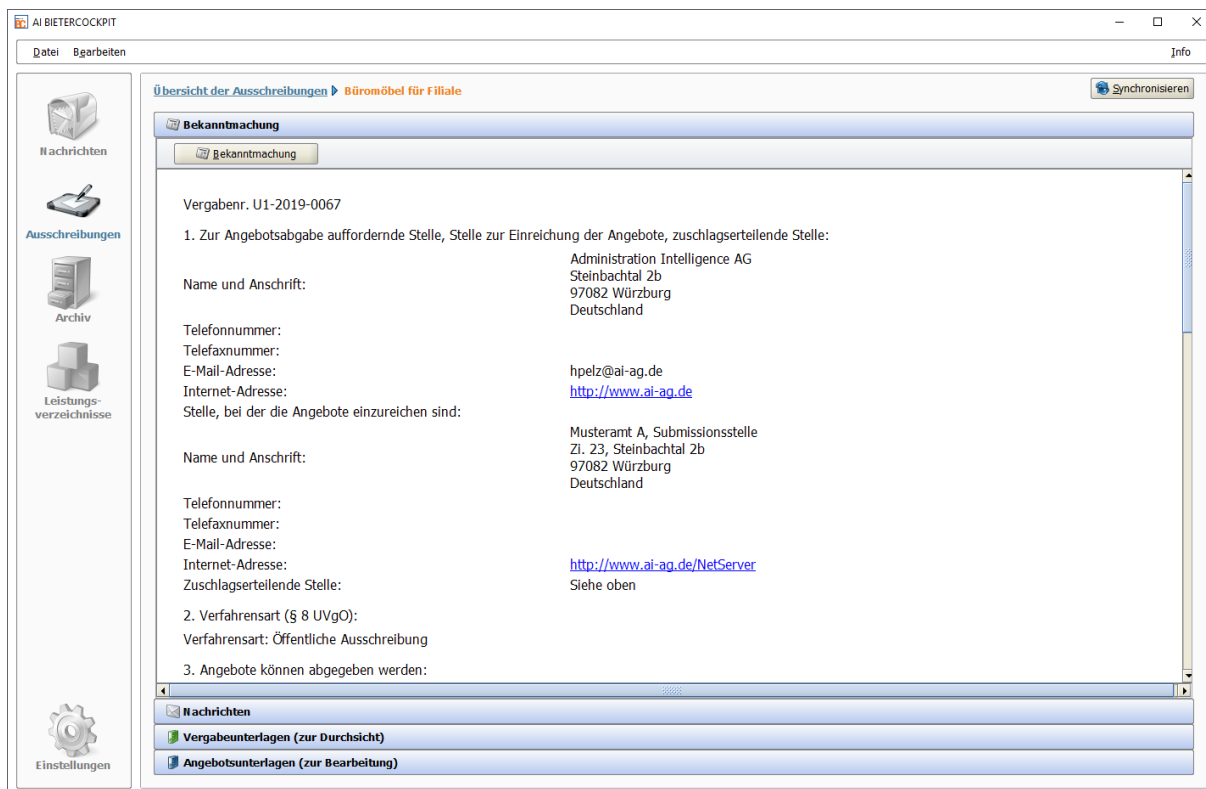 AI BIETERCOCKPIT
Datei Bearbeiten Info
Übersicht der Ausschreibungen Büromöbel für Filiale
Synchronisieren
Nachrichten
Ausschreibungen
Archiv
Leistungs-
verzeichnisse
Einstellungen
Bekanntmachung
Bekanntmachung
Vergabenr. U1-2019-0067
1. Zur Angebotsabgabe auffordernde Stelle, Stelle zur Einreichung der Angebote, zuschlagserteilende Stelle:
Name und Anschrift:
Administration Intelligence AG
Steinbachtal 2b
97082 Würzburg
Deutschland
Telefonnummer:
Telefaxnummer:
E-Mail-Adresse: hpelz@ai-ag.de
Internet-Adresse: http://www.ai-ag.de
Stelle, bei der die Angebote einzureichen sind:
Name und Anschrift:
Musteramt A, Submissionsstelle
Zi. 23, Steinbachtal 2b
97082 Würzburg
Deutschland
Telefonnummer:
Telefaxnummer:
E-Mail-Adresse:
Internet-Adresse: http://www.ai-ag.de/NetServer
Zuschlagserteilende Stelle: Siehe oben
2. Verfahrensart (§ 8 UVgO):
Verfahrensart: Öffentliche Ausschreibung
3. Angebote können abgegeben werden:
Nachrichten
Vergabeunterlagen (zur Durchsicht)
Angebotsunterlagen (zur Bearbeitung)